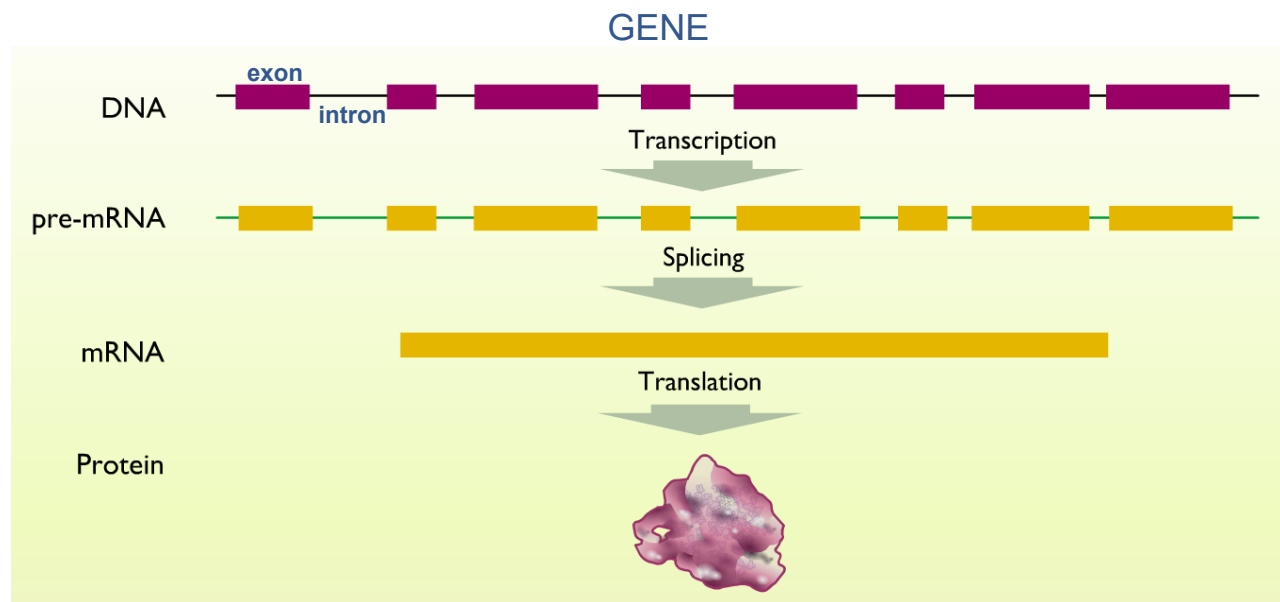 GENE
exon
DNA
intron
Transcription
pre-mRNA
Splicing
mRNA
Translation
Protein